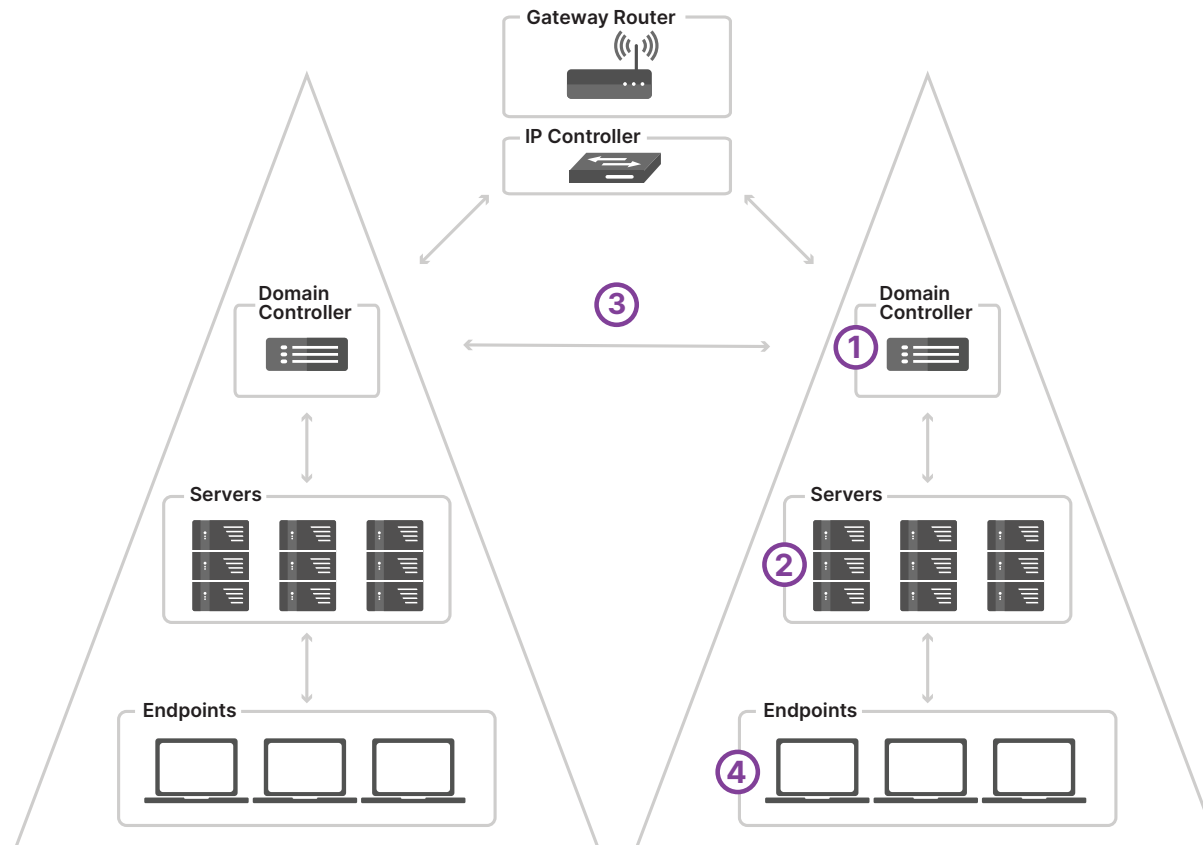 Gateway Router
IP Controller
3
Domain
Controller
Domain
Controller
1
Servers
Servers
2
Endpoints
Endpoints
4